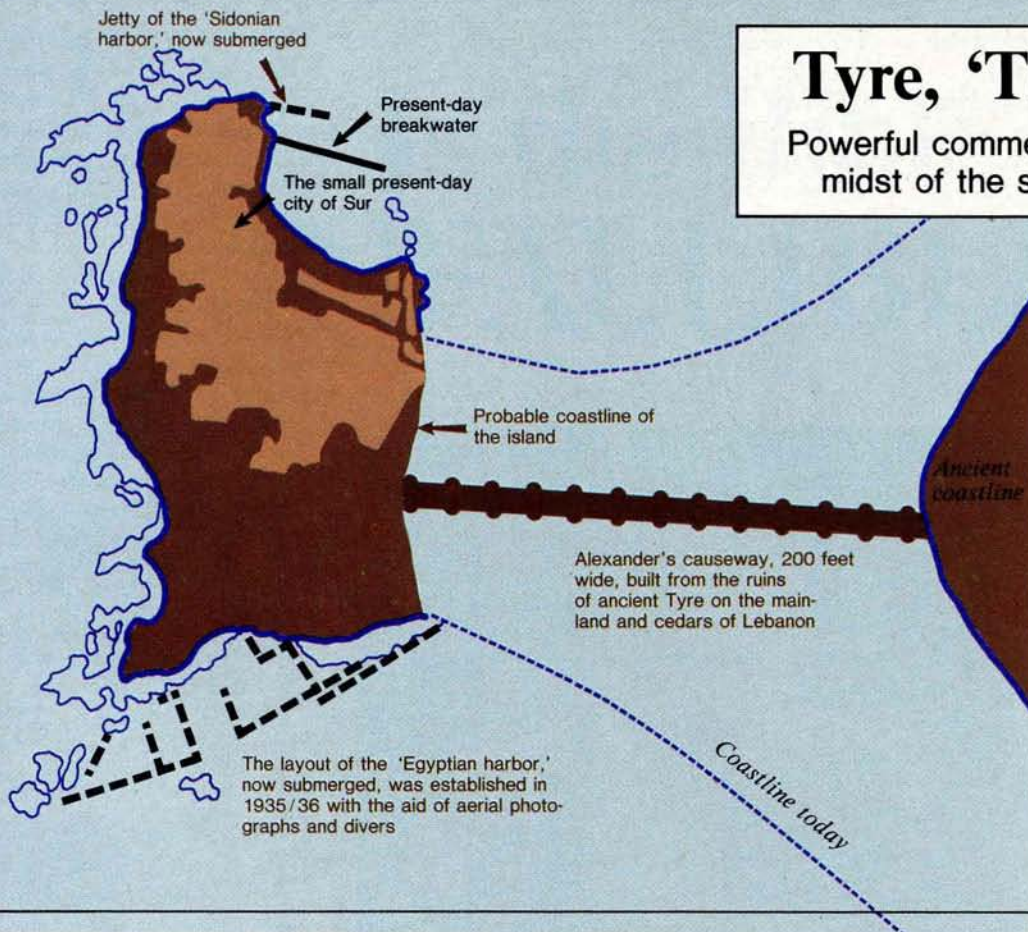 Jetty of the ‘Sidonian
harbor,’ now submerged
Present-day
breakwater
The small present-day
city of Sur
Tyre, ‘T
Powerful comme
midst of the s
Probable coastline of
the island
Ancient
coastline
Alexander’s causeway, 200 feet
wide, built from the ruins
of ancient Tyre on the main-
land and cedars of Lebanon
The layout of the ‘Egyptian harbor,’
now submerged, was established in
1935/36 with the aid of aerial photo-
graphs and divers
Coastline today